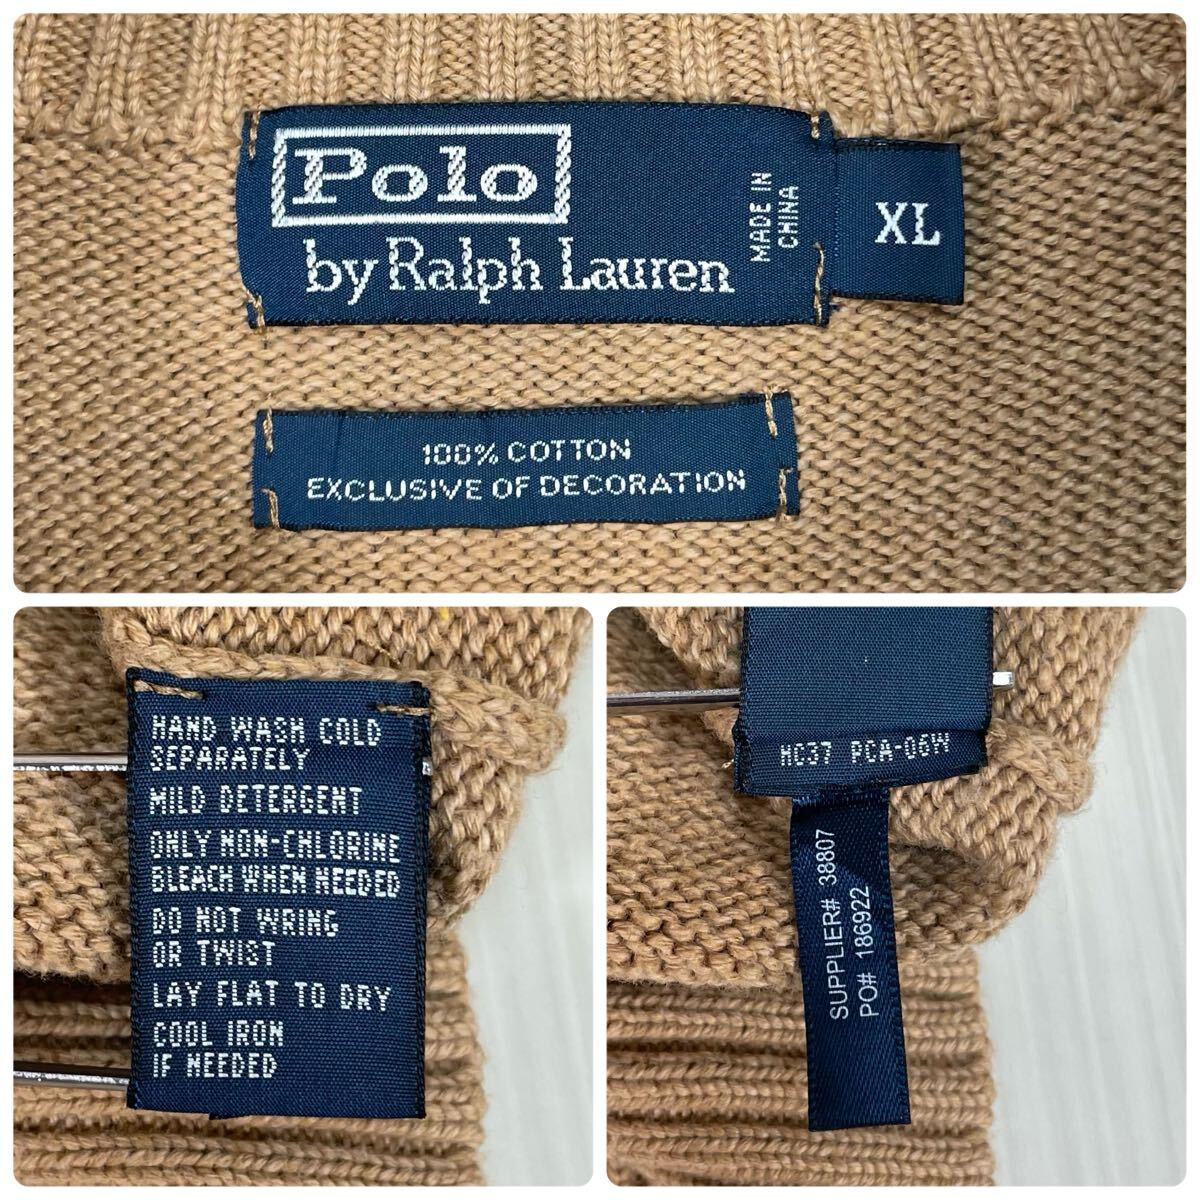 Polo
by Ralph Lauren
MADE IN
CHINA
XL
100% COTTON
EXCLUSIVE OF DECORATION
HAND WASH COLD
SEPARATELY
MILD DETERGENT
ONLY NON-CHLORINE
BLEACH WHEN NEEDED
DO NOT WRING
OR TWIST
LAY FLAT TO DRY
COOL IRON
IF NEEDED
HC37 PCA-06W
SUPPLIER# 38807
PO# 186922